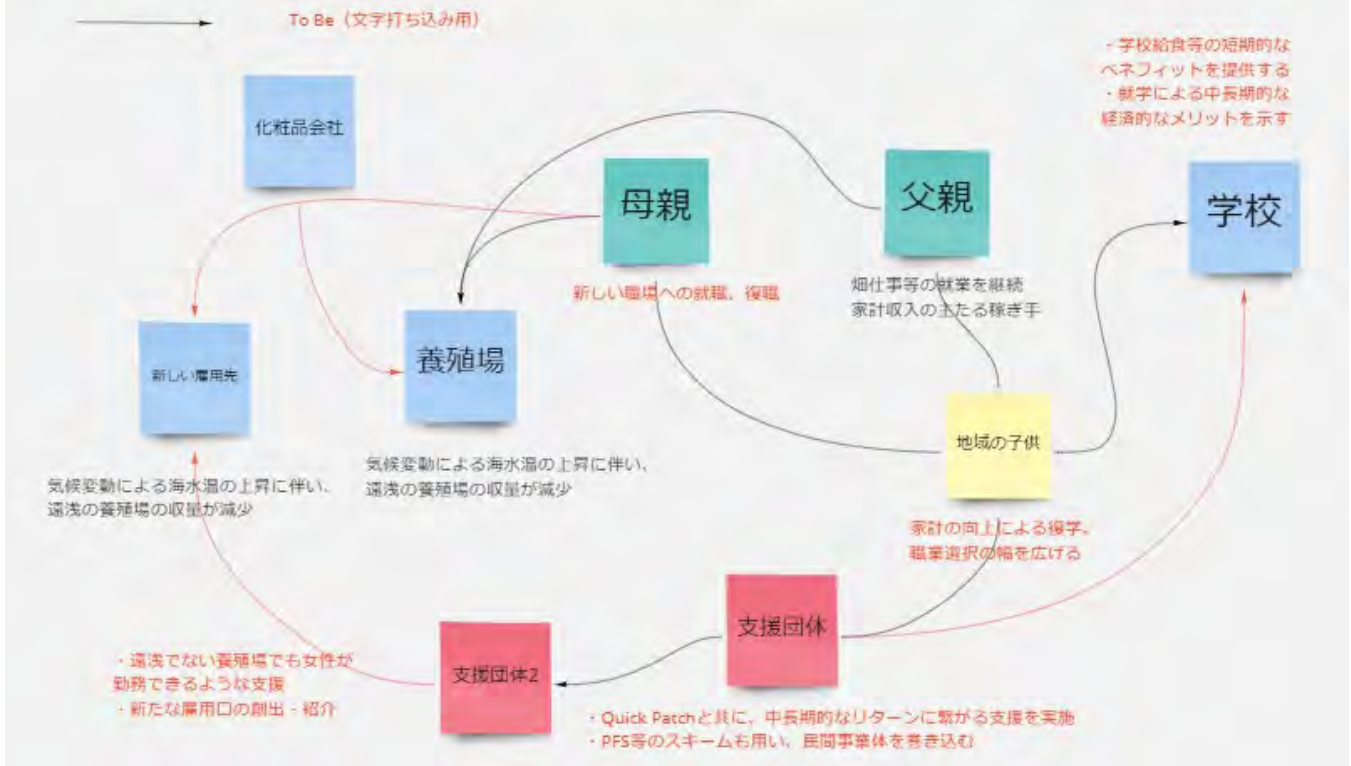 To Be（文字打ち込み用）
・学校給食等の短期的な
ベネフィットを提供する
・就学による中長期的な
経済的なメリットを示す
化粧品会社
母親
父親
学校
新しい職場への就職、復職
畑仕事等の就業を継続
家計収入の主たる稼ぎ手
新しい雇用先
養殖場
地域の子供
気候変動による海水温の上昇に伴い、
遠浅の養殖場の収量が減少
気候変動による海水温の上昇に伴い、
遠浅の養殖場の収量が減少
家計の向上による復学。
職業選択の幅を広げる
支援団体
支援団体2
・遠浅でない養殖場でも女性が
勤務できるような支援
・新たな雇用口の創出・紹介
・Quick Patchと共に、中長期的なリターンに繋がる支援を実施
・PFS等のスキームも用い、民間事業体を巻き込む